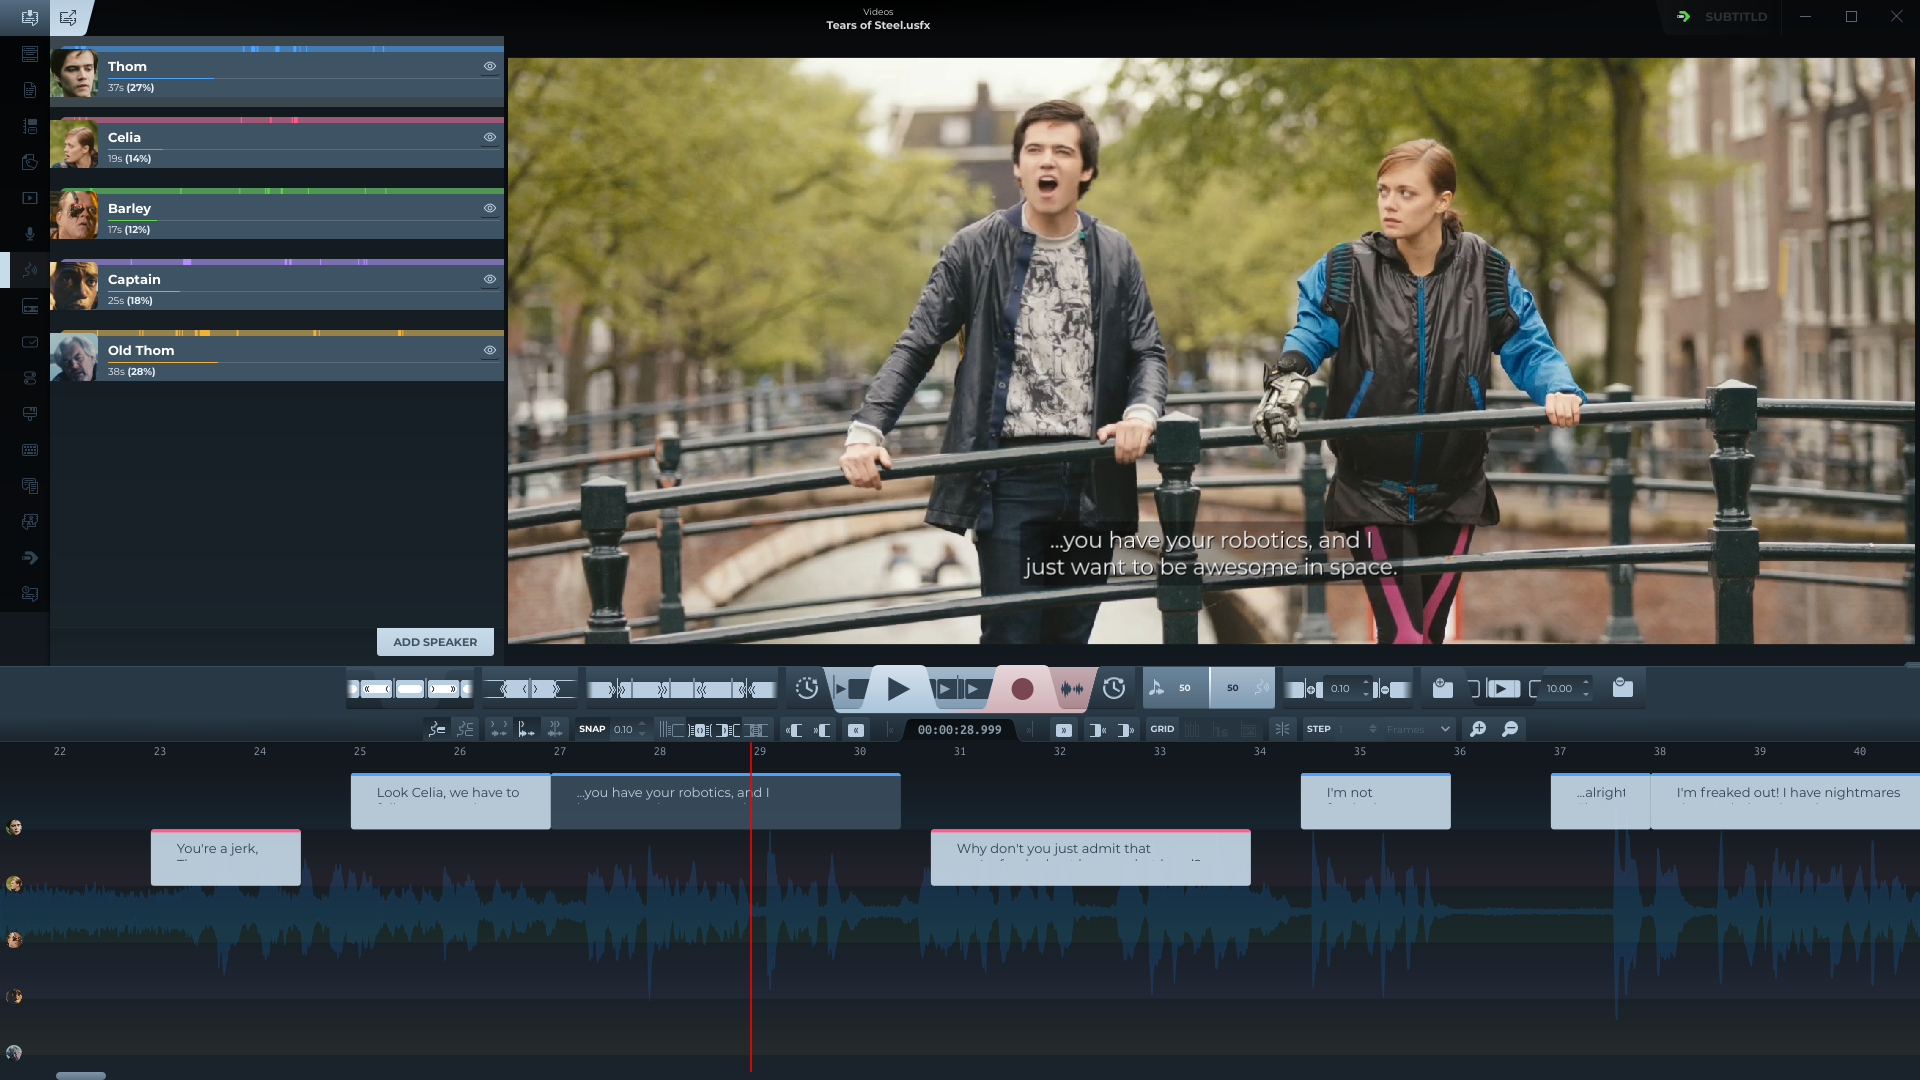 Videos
Tears of Steel.usfx
SUBTITLD
Thom
37s (27%)
Celia
19s (14%)
Barley
17s (12%)
Captain
25s (18%)
Old Thom
38s (28%)
ADD SPEAKER
...you have your robotics, and I
just want to be awesome in space.
50 50 0.10 10.00
SNAP 0.10 00:00:28.999 GRID STEP 1 Frames
22 23 24 25 26 27 28 29 30 31 32 33 34 35 36 37 38 39 40
Look Celia, we have to
...you have your robotics, and I
I'm not
...alright
I'm freaked out! I have nightmares
You're a jerk,
Why don't you just admit that